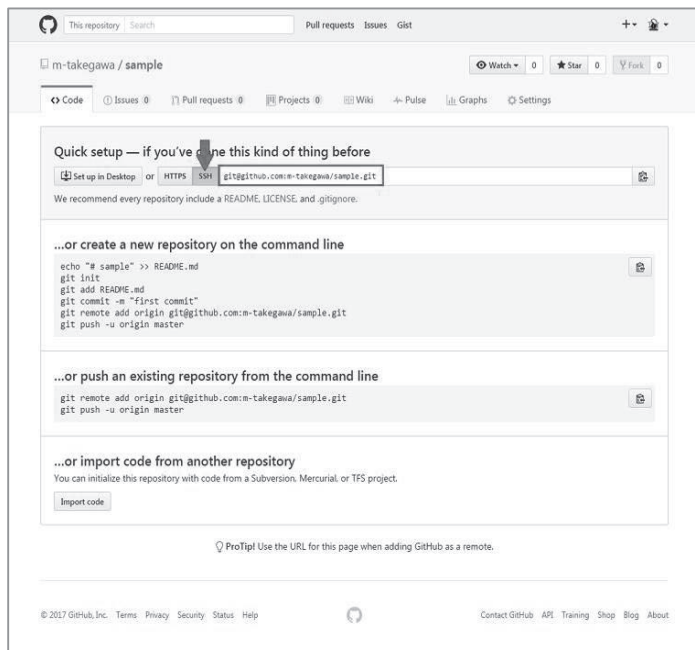 This repository Search Pull requests Issues Gist
m-takegawa / sample Watch 0 Star 0 Fork 0
Code Issues 0 Pull requests 0 Projects 0 Wiki Pulse Graphs Settings
Quick setup — if you've done this kind of thing before
Set up in Desktop or HTTPS SSH git@github.com:m-takegawa/sample.git
We recommend every repository include a README, LICENSE, and .gitignore.
...or create a new repository on the command line
echo "# sample" >> README.md
git init
git add README.md
git commit -m "first commit"
git remote add origin git@github.com:m-takegawa/sample.git
git push -u origin master
...or push an existing repository from the command line
git remote add origin git@github.com:m-takegawa/sample.git
git push -u origin master
...or import code from another repository
You can initialize this repository with code from a Subversion, Mercurial, or TFS project.
Import code
ProTip! Use the URL for this page when adding GitHub as a remote.
© 2017 GitHub, Inc. Terms Privacy Security Status Help Contact GitHub API Training Shop Blog About